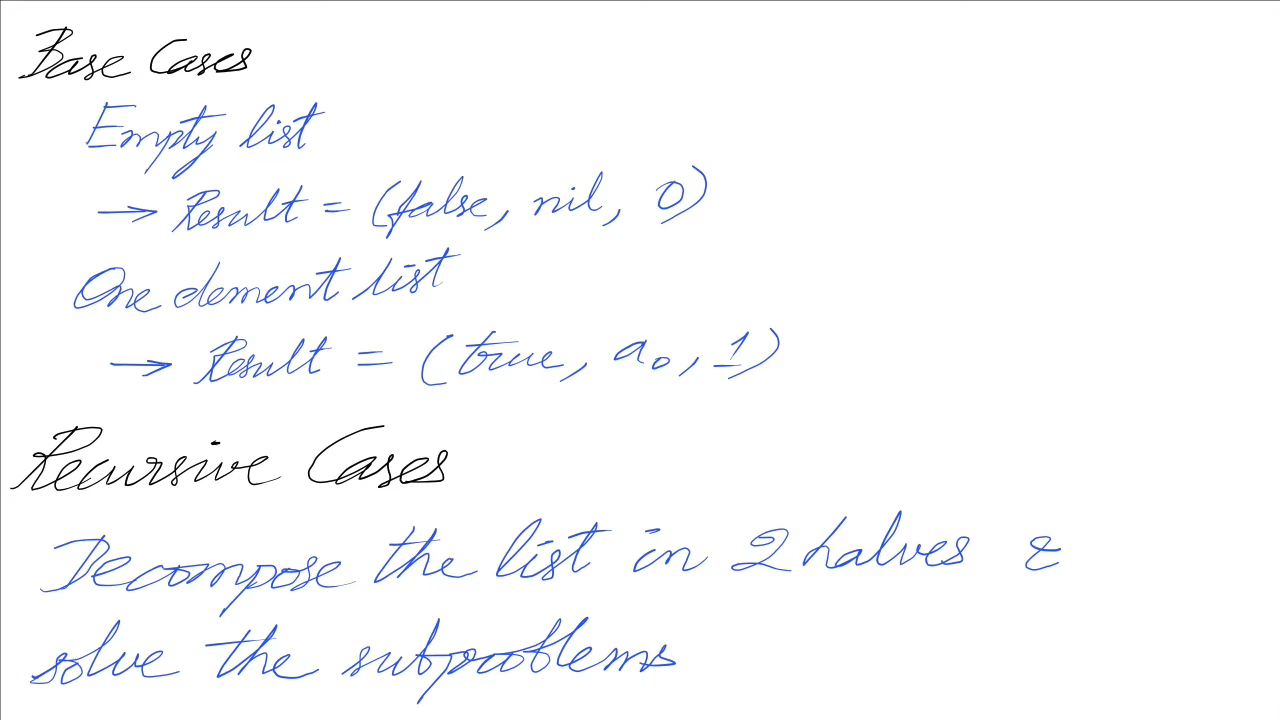 Base Cases
Empty list
→ Result = (false, nil, 0)
One element list
→ Result = (true, a₀, 1)
Recursive Cases
Decompose the list in 2 halves &
solve the subproblems